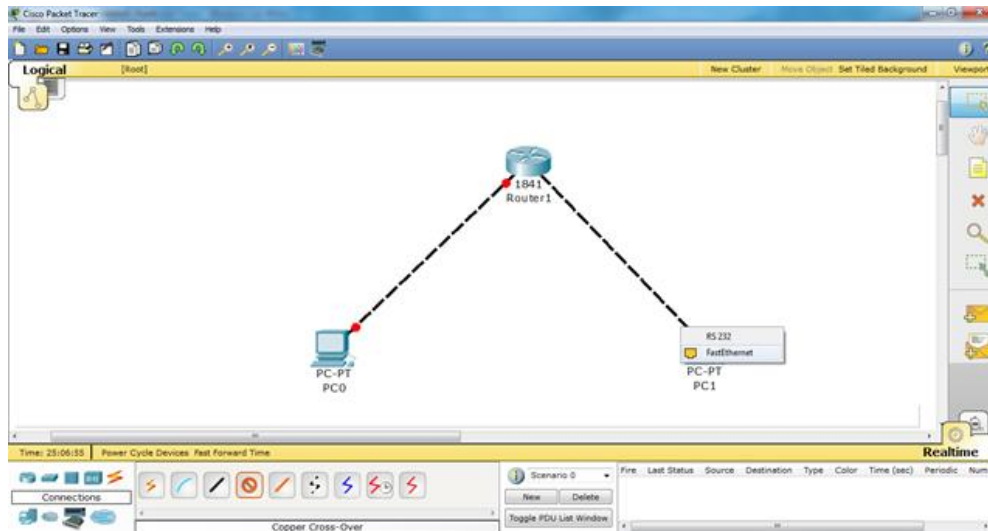 Cisco Packet Tracer
File Edit Options View Tools Extensions Help
Logical [Root] New Cluster Move Object Set Tiled Background Viewport
1841
Router1
RS 232
FastEthernet
PC-PT
PC0
PC-PT
PC1
Time: 25:06:55 Power Cycle Devices Fast Forward Time Realtime
Connections
Copper Cross-Over
Scenario 0
New Delete
Toggle PDU List Window
Fire Last Status Source Destination Type Color Time (sec) Periodic Num